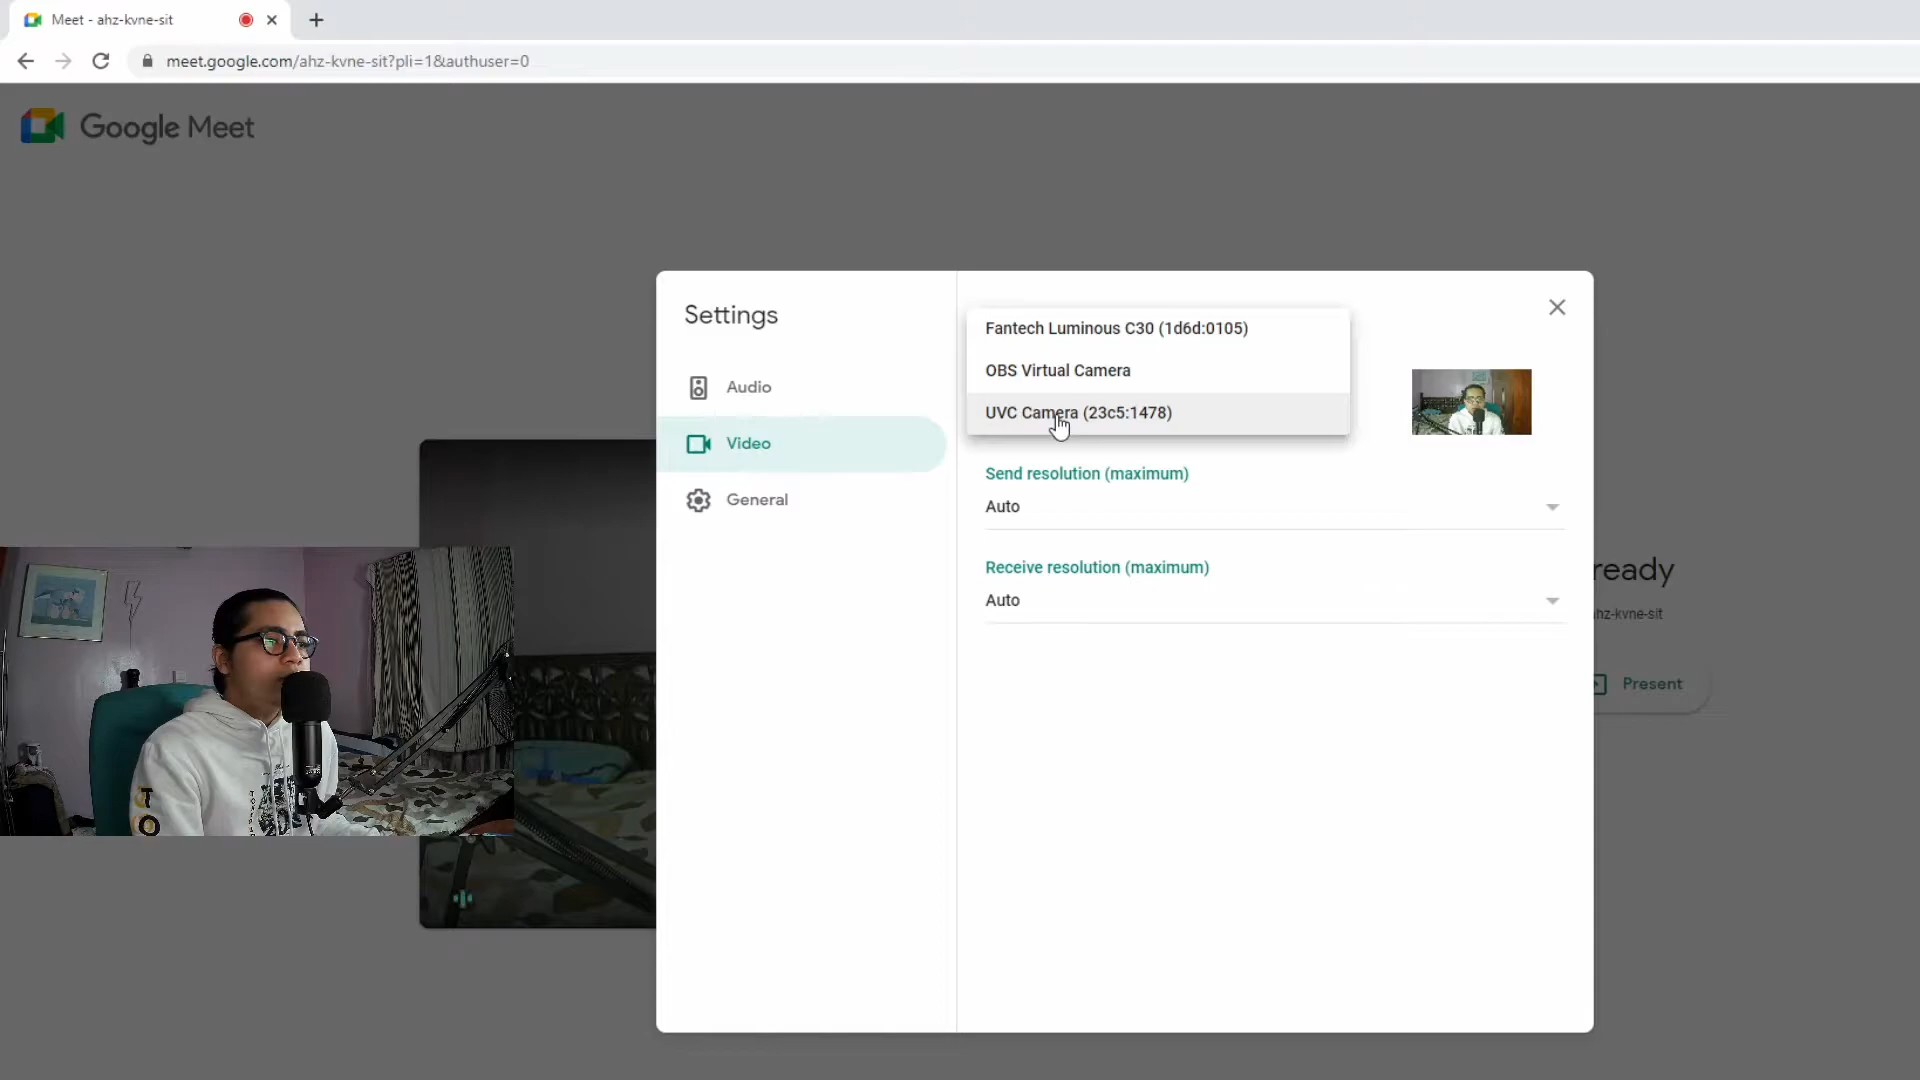 Meet - ahz-kvne-sit
meet.google.com/ahz-kvne-sit?pli=1&authuser=0
Google Meet
Settings
Audio
Video
General
Fantech Luminous C30 (1d6d:0105)
OBS Virtual Camera
UVC Camera (23c5:1478)
Send resolution (maximum)
Auto
Receive resolution (maximum)
Auto
ready
ahz-kvne-sit
Present
TO